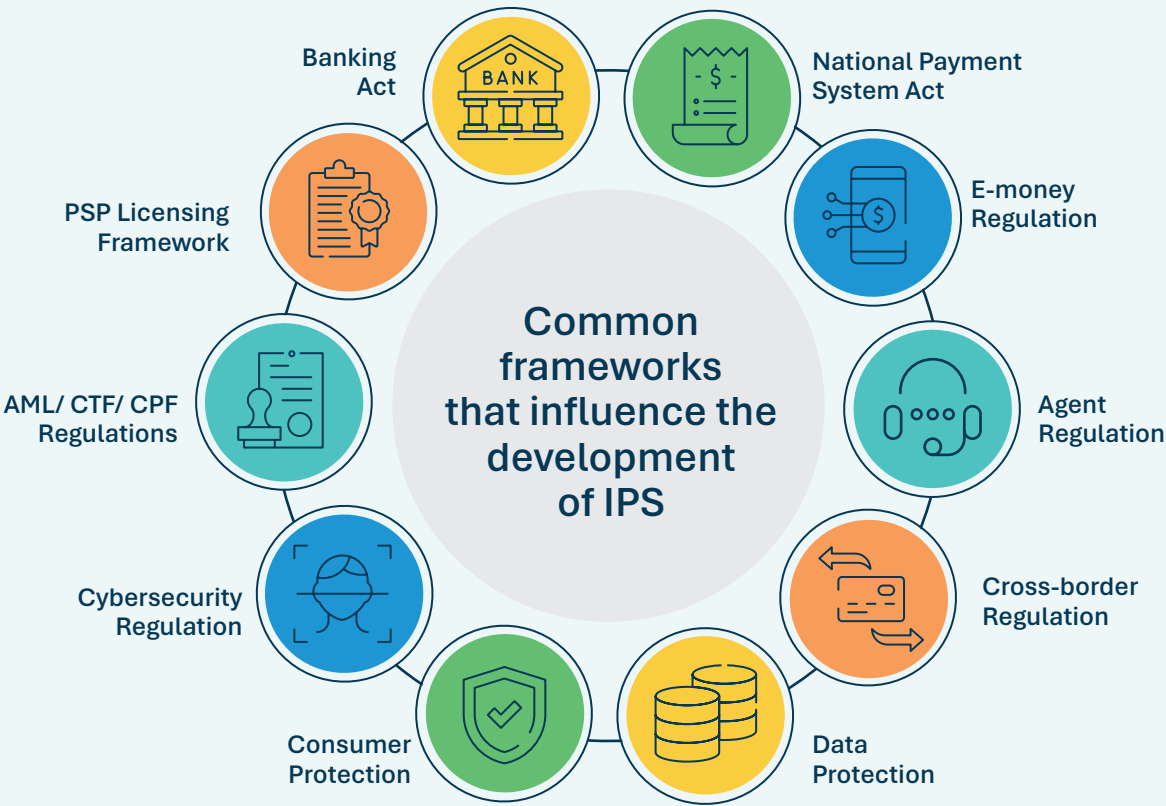 Banking
Act
BANK
$
National Payment
System Act
PSP Licensing
Framework
$
E-money
Regulation
Common
frameworks
that influence the
development
of IPS
AML/ CTF/ CPF
Regulations
Agent
Regulation
Cybersecurity
Regulation
Cross-border
Regulation
Consumer
Protection
Data
Protection